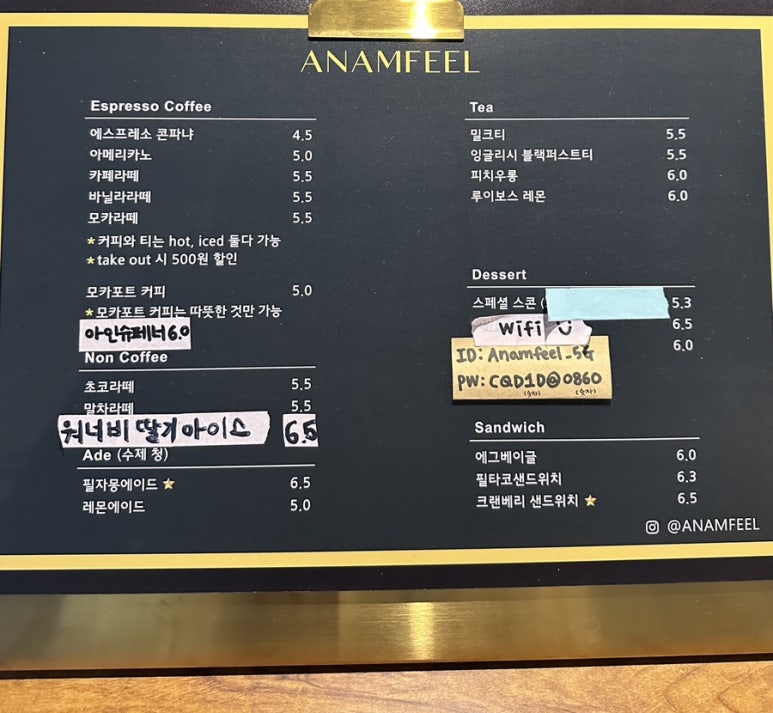 ANAMFEEL
Espresso Coffee
에스프레소 콘파냐 4.5
아메리카노 5.0
카페라떼 5.5
바닐라라떼 5.5
모카라떼 5.5
★커피와 티는 hot, iced 둘다 가능
★take out 시 500원 할인
모카포트 커피 5.0
★모카포트 커피는 따뜻한 것만 가능
아인슈페너 6.0
Non Coffee
초코라떼 5.5
말차라떼 5.5
워너비 딸기아이스 6.5
Ade (수제 청)
필자몽에이드 ★ 6.5
레몬에이드 5.0
Tea
밀크티 5.5
잉글리시 블랙퍼스트티 5.5
피치우롱 6.0
루이보스 레몬 6.0
Dessert
스페셜 스콘 ( 5.3
6.5
6.0
Wifi
ID: Anamfeel_5G
PW: CQD1D@0860
(숫자) (숫자)
Sandwich
에그베이글 6.0
필타코샌드위치 6.3
크랜베리 샌드위치 ★ 6.5
@ANAMFEEL